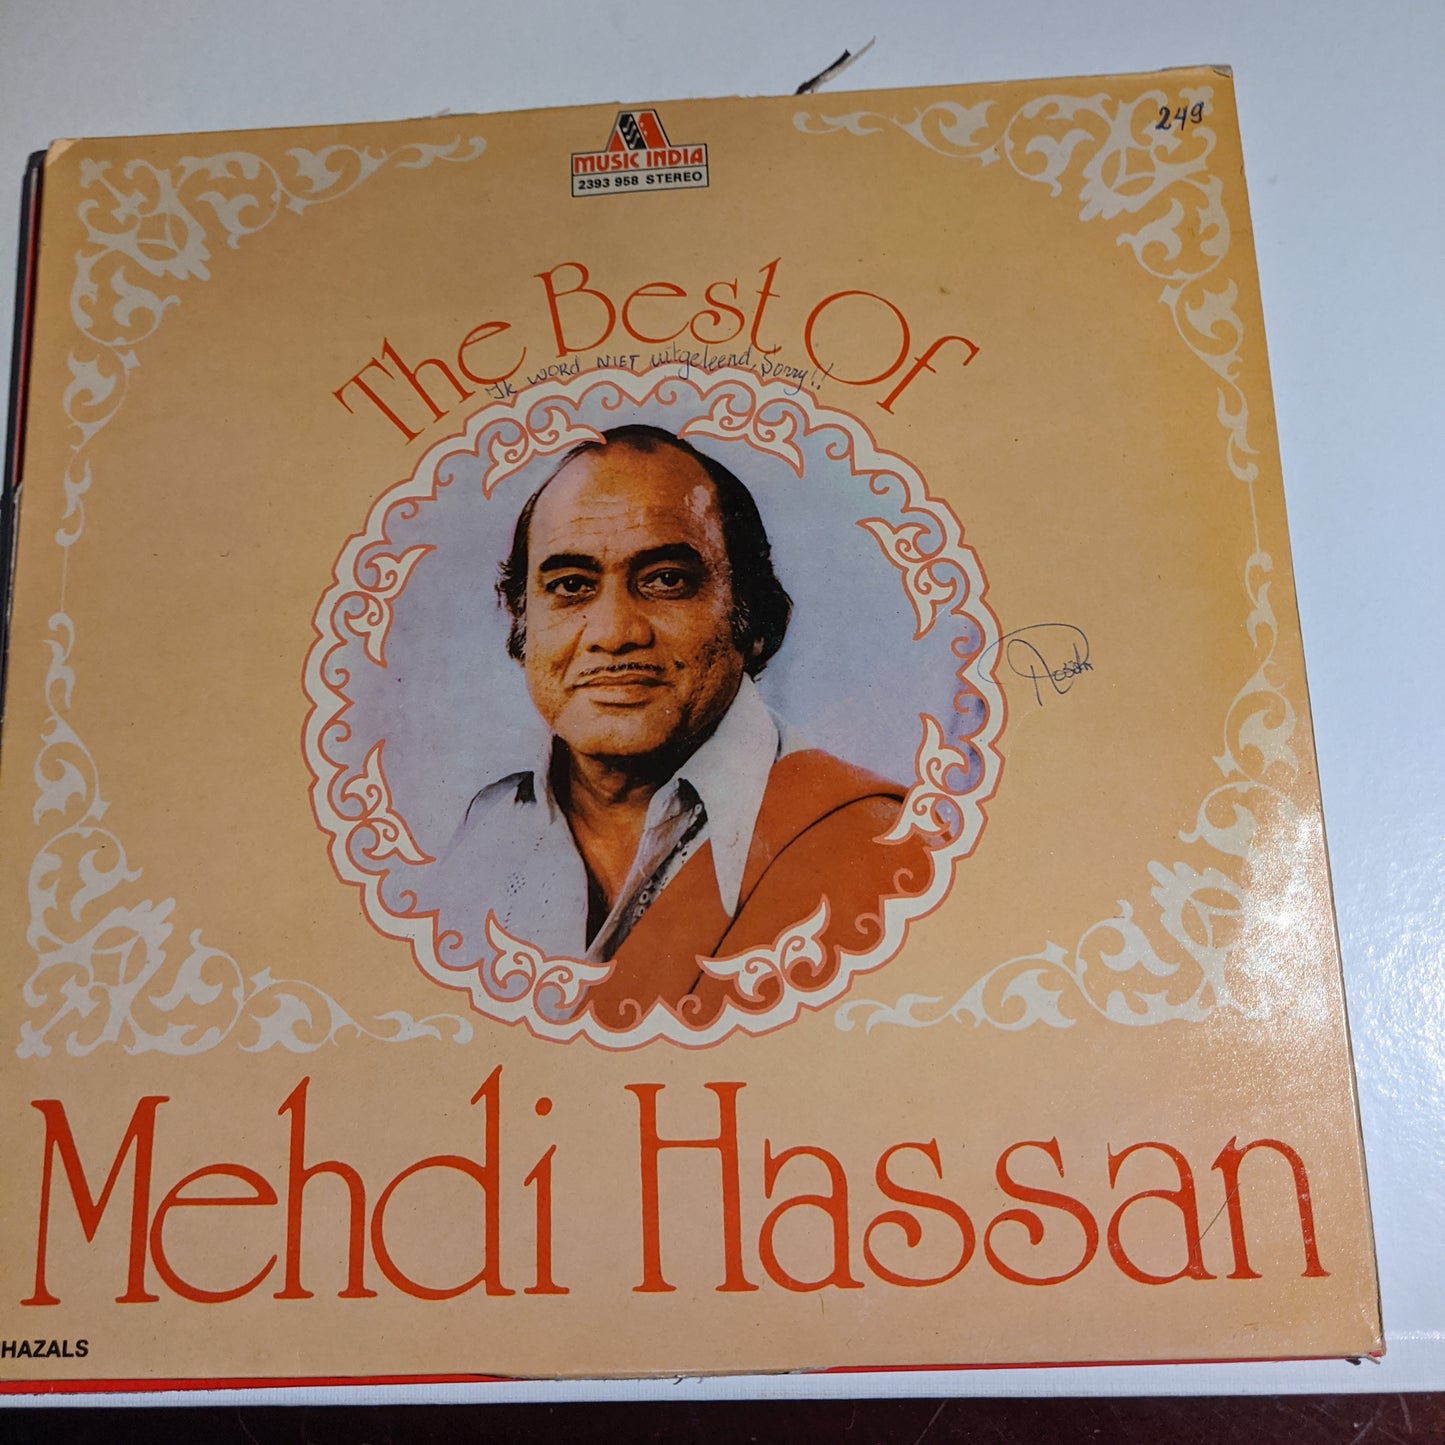 249
MUSIC INDIA
2393 958 STEREO
The Best Of
Ik WORD NIET uitgeleend, Sorry!!
Mehdi Hassan
HAZALS